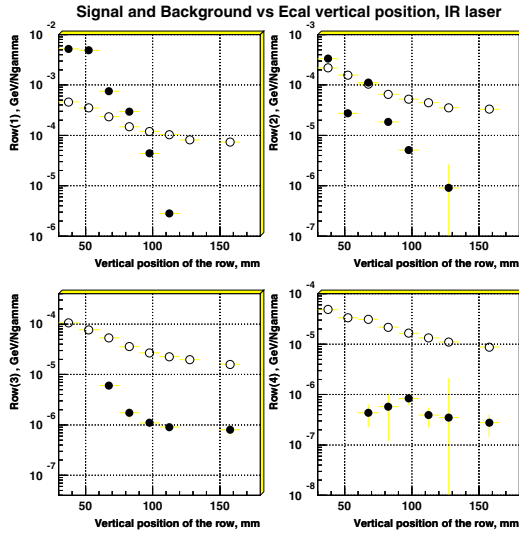 Signal and Background vs Ecal vertical position, IR laser
Row(1) , GeV/Ngamma
10 -2
10 -3
10 -4
10 -5
10 -6
50 100 150
Vertical position of the row, mm
Row(2) , GeV/Ngamma
10 -3
10 -4
10 -5
10 -6
50 100 150
Vertical position of the row, mm
Row(3) , GeV/Ngamma
10 -4
10 -5
10 -6
10 -7
50 100 150
Vertical position of the row, mm
Row(4) , GeV/Ngamma
10 -4
10 -5
10 -6
10 -7
10 -8
50 100 150
Vertical position of the row, mm